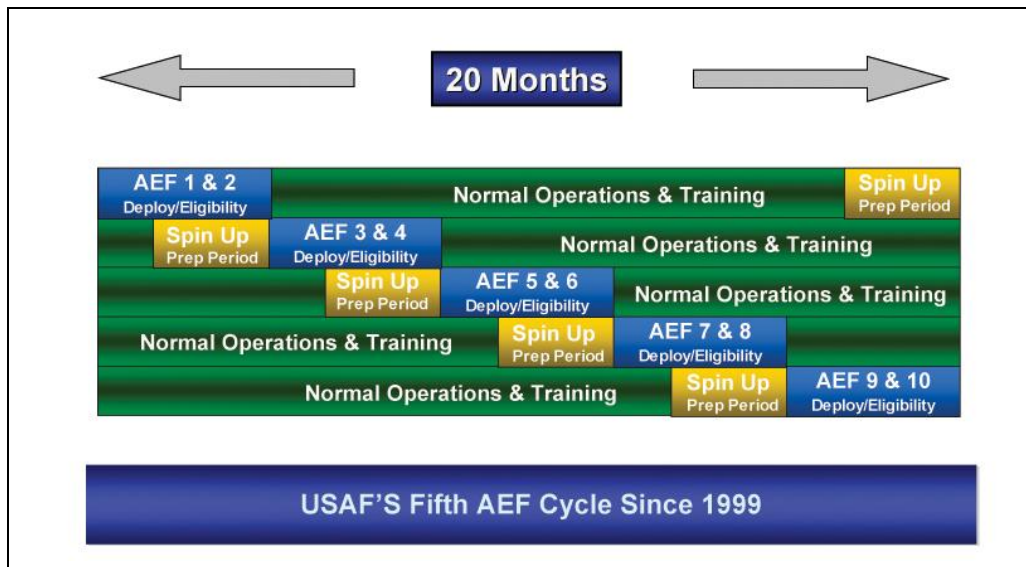 20 Months
AEF 1 & 2
Deploy/Eligibility
Normal Operations & Training
Spin Up
Prep Period
Spin Up
Prep Period
AEF 3 & 4
Deploy/Eligibility
Normal Operations & Training
Spin Up
Prep Period
AEF 5 & 6
Deploy/Eligibility
Normal Operations & Training
Normal Operations & Training
Spin Up
Prep Period
AEF 7 & 8
Deploy/Eligibility
Normal Operations & Training
Spin Up
Prep Period
AEF 9 & 10
Deploy/Eligibility
USAF'S Fifth AEF Cycle Since 1999